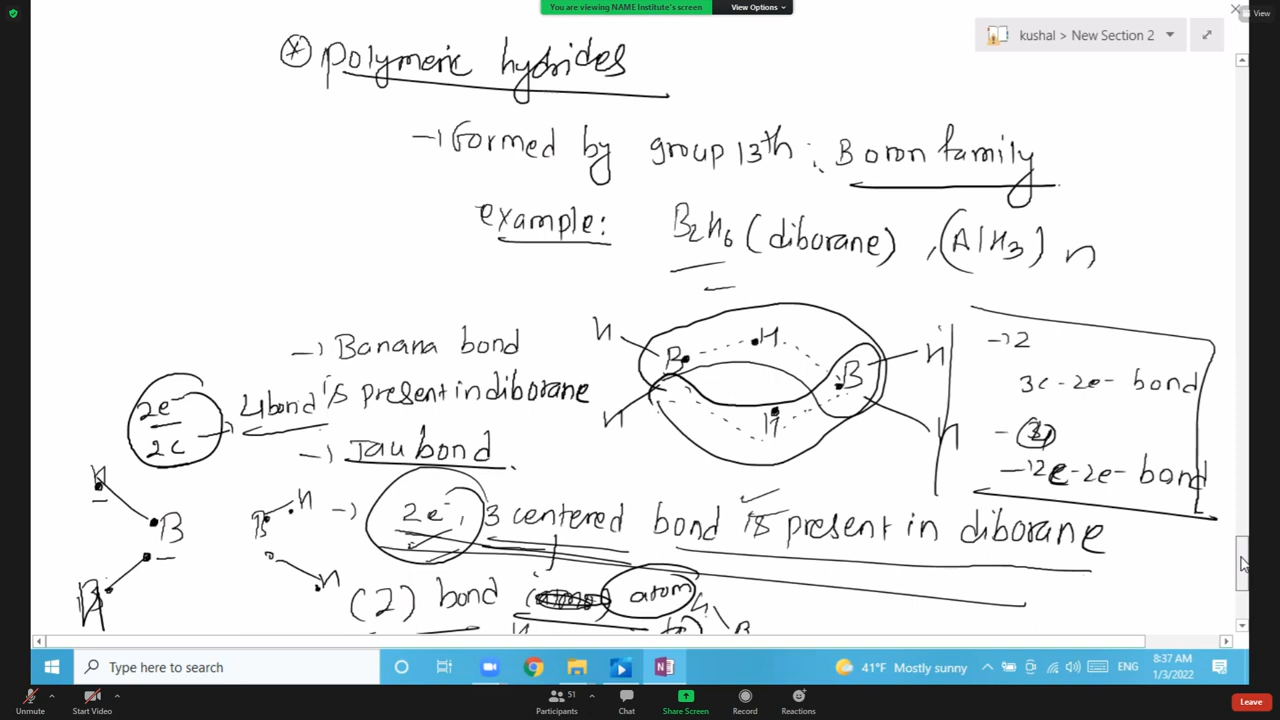 You are viewing NAME Institute's screen
View Options
View
kushal > New Section 2
polymeric hydrides
Formed by group 13th : Boron family
example: B2H6 (diborane) , (AlH3) n
H B H B H
H H H
Banana bond
2e-
2c
4 bond is present in diborane
Tau bond
2e-, 3 centered bond is present in diborane
2
3c-2e- bond
2c-2e- bond
H
B
B H
H
(2) bond atom
B
Type here to search
41°F Mostly sunny
ENG
8:37 AM
1/3/2022
Unmute
Start Video
51
Participants
Chat
Share Screen
Record
Reactions
Leave